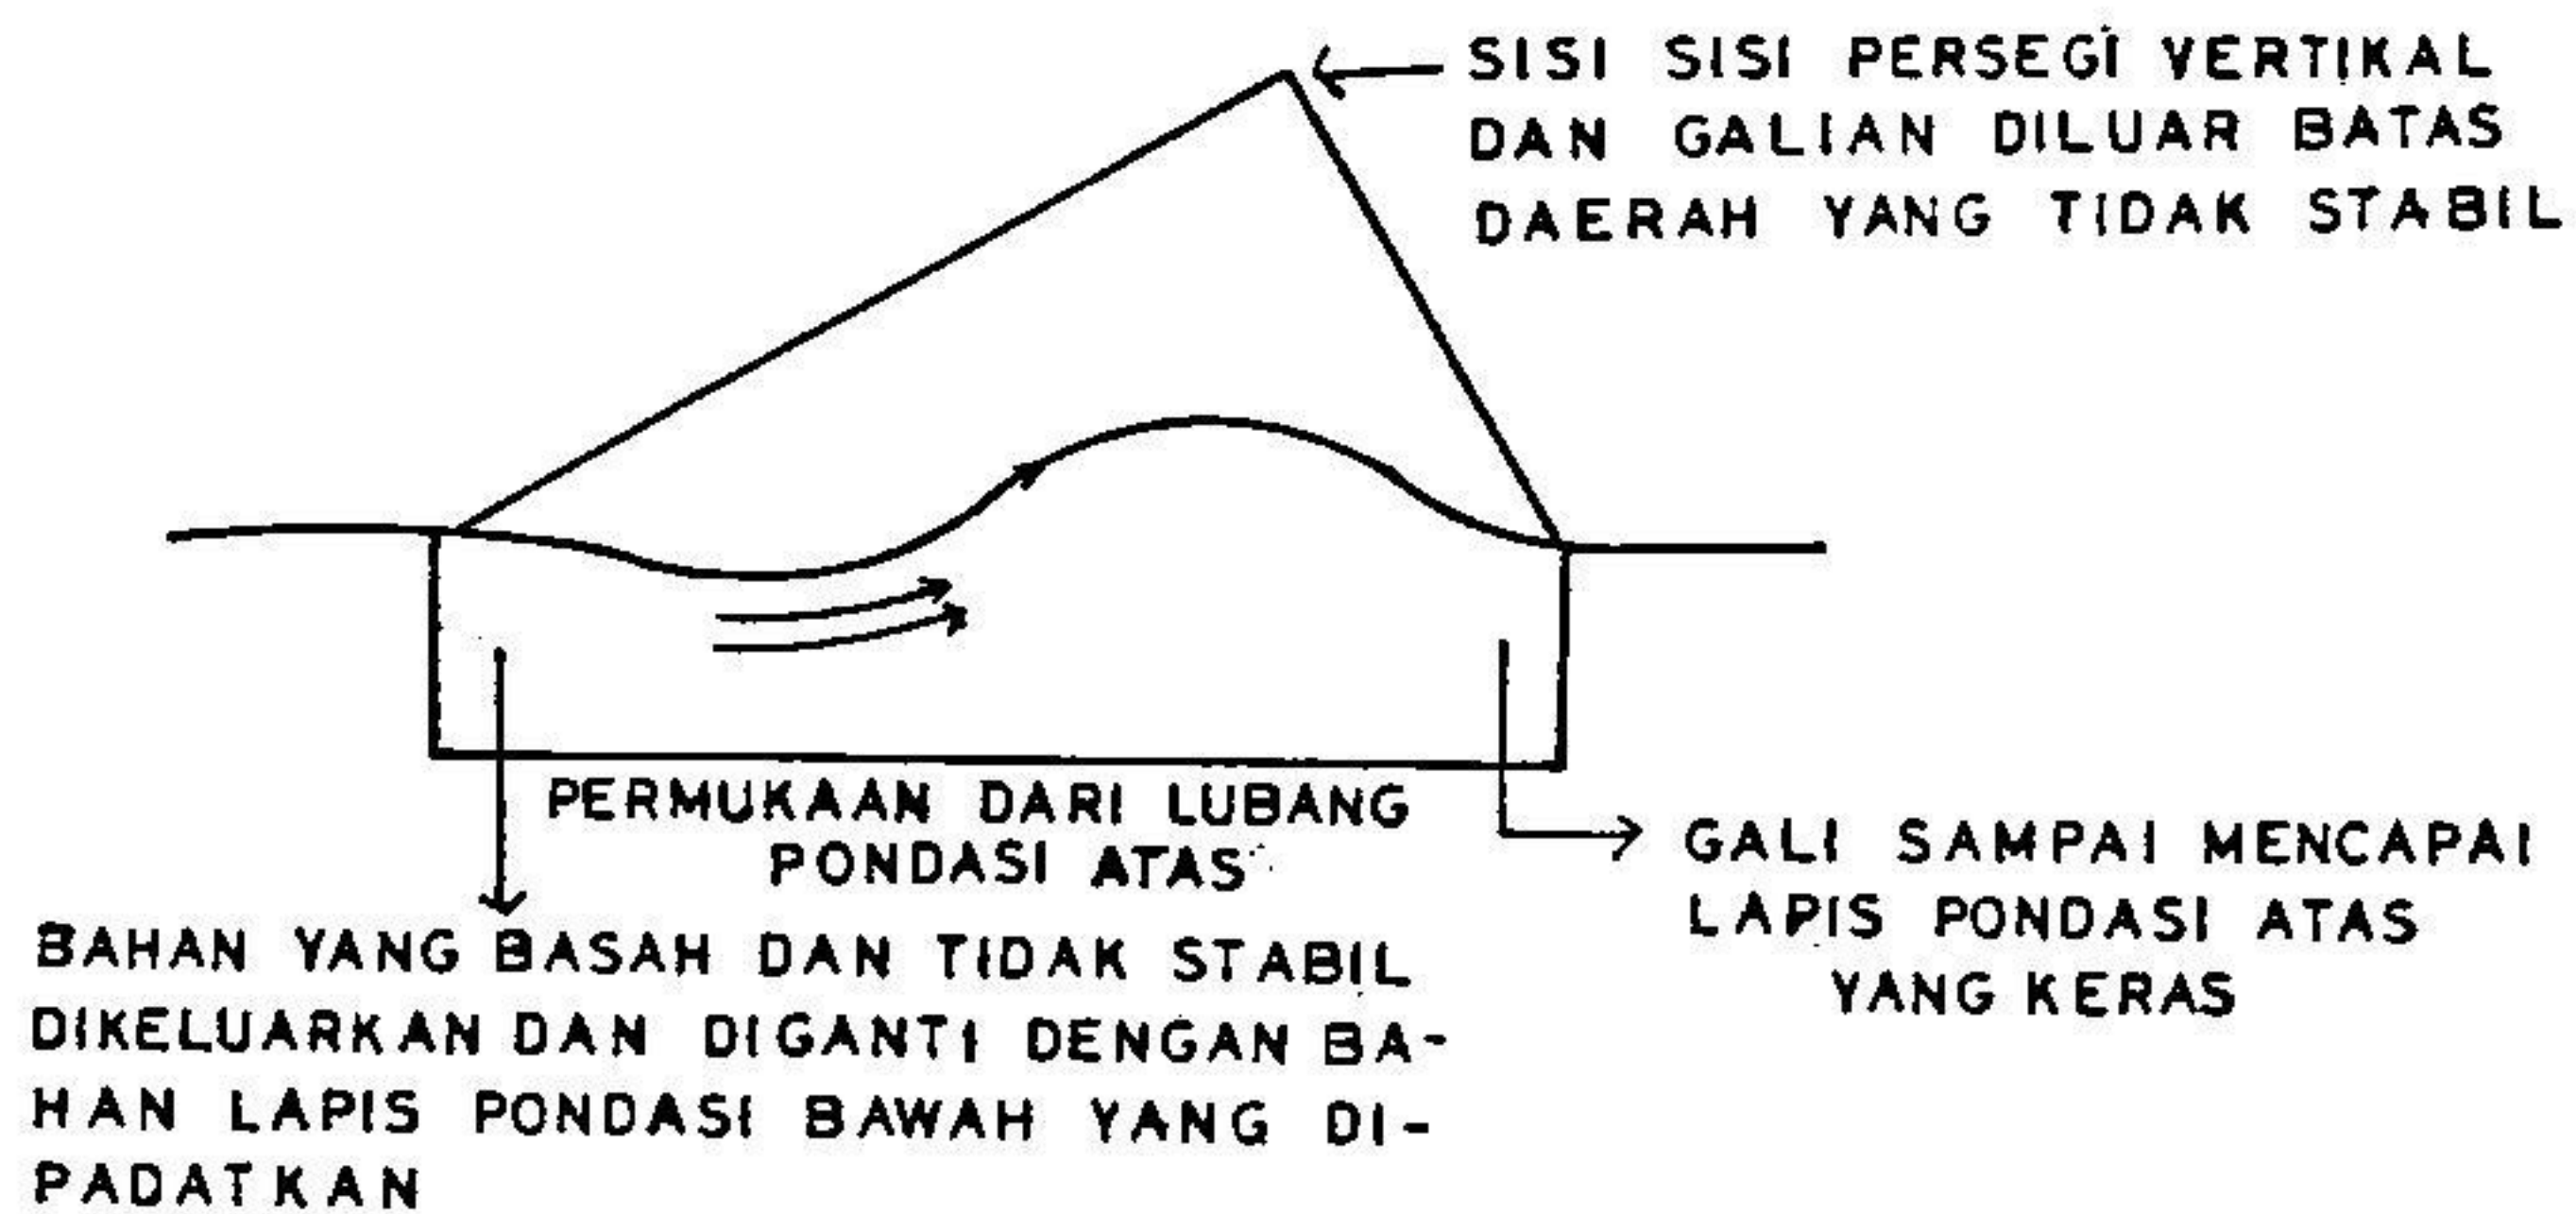 SISI SISI PERSEGI VERTIKAL
DAN GALIAN DILUAR BATAS
DAERAH YANG TIDAK STABIL
PERMUKAAN DARI LUBANG
PONDASI ATAS
GALI SAMPAI MENCAPAI
LAPIS PONDASI ATAS
YANG KERAS
BAHAN YANG BASAH DAN TIDAK STABIL
DIKELUARKAN DAN DIGANTI DENGAN BA-
HAN LAPIS PONDASI BAWAH YANG DI-
PADATKAN